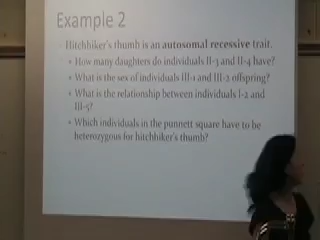 Example 2
Hitchhiker's thumb is an autosomal recessive trait.
• How many daughters do individuals II-3 and II-4 have?
• What is the sex of individuals III-1 and III-2 offspring?
• What is the relationship between individuals I-2 and
III-5?
• Which individuals in the punnett square have to be
heterozygous for hitchhiker's thumb?